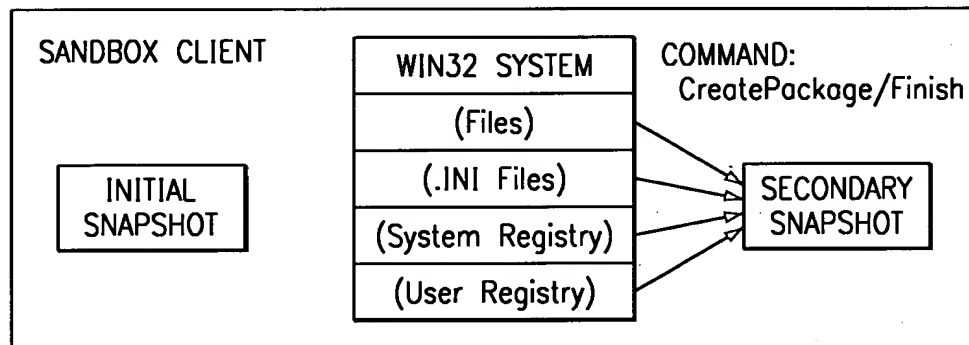 SANDBOX CLIENT
INITIAL
SNAPSHOT
WIN32 SYSTEM
(Files)
(.INI Files)
(System Registry)
(User Registry)
COMMAND:
CreatePackage/Finish
SECONDARY
SNAPSHOT